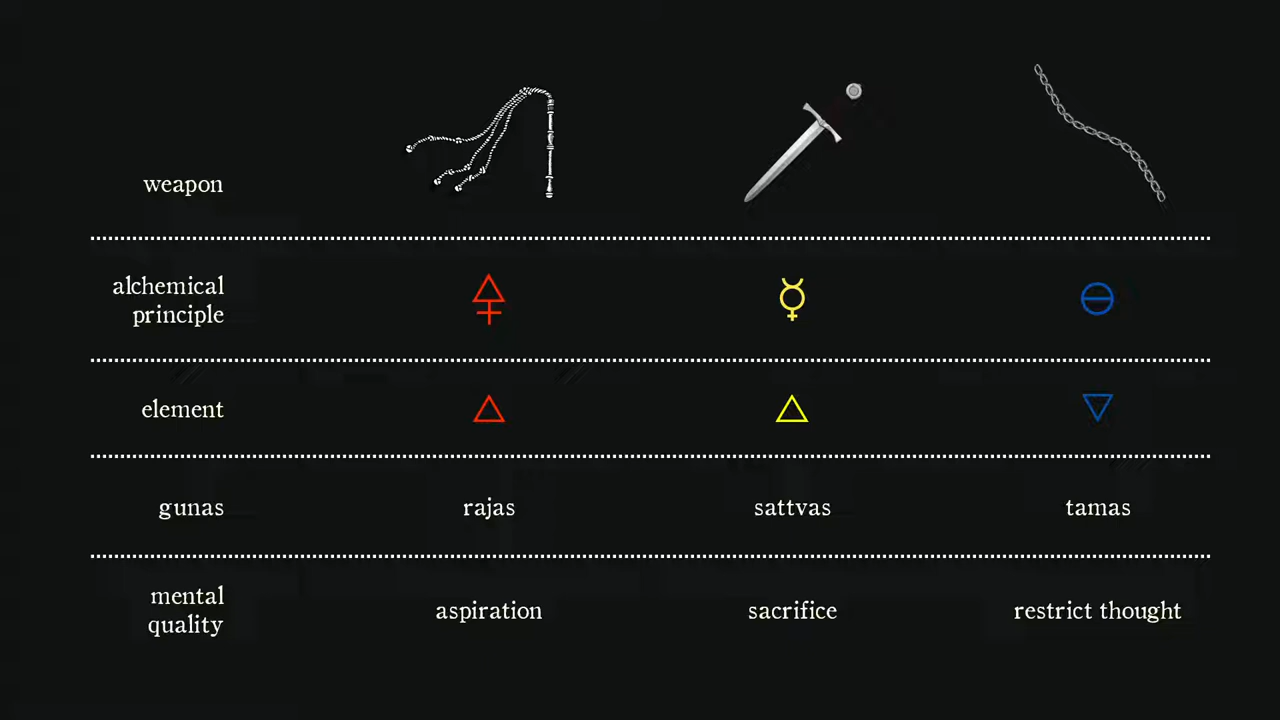 weapon
alchemical
principle
element
gunas
rajas
sattvas
tamas
mental
quality
aspiration
sacrifice
restrict thought